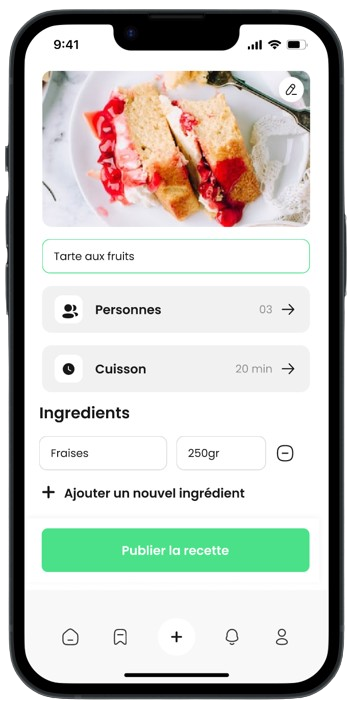 9:41
Tarte aux fruits
Personnes 03
Cuisson 20 min
Ingredients
Fraises 250gr
Ajouter un nouvel ingrédient
Publier la recette